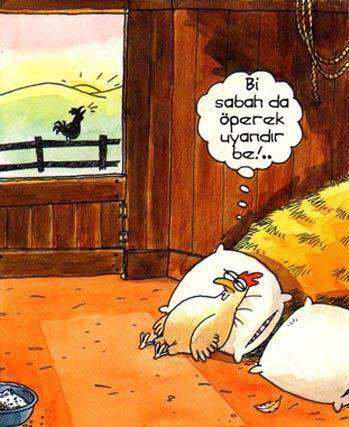 Bi
sabah da
öperek
uyandır
be!..